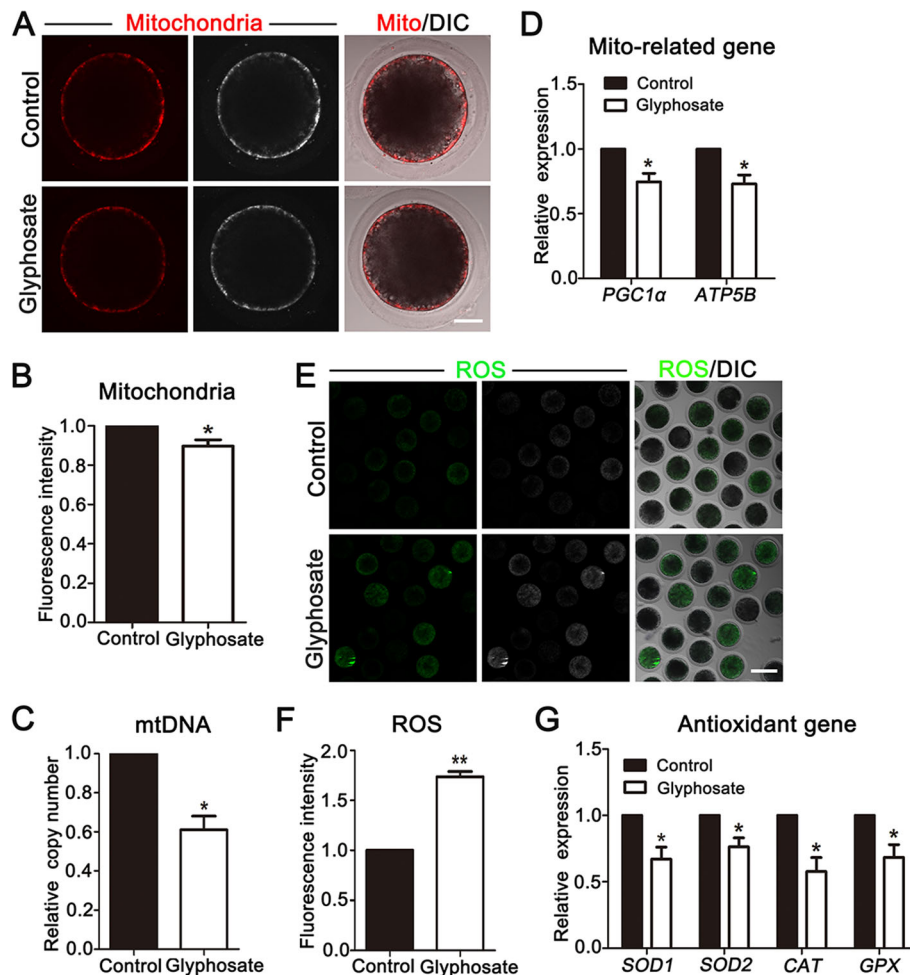 A
Mitochondria
Mito/DIC
Control
Glyphosate
B
Mitochondria
Fluorescence intensity
1.0
0.8
0.6
0.4
0.2
0.0
*
Control Glyphosate
C
mtDNA
Relative copy number
1.0
0.8
0.6
0.4
0.2
0.0
*
Control Glyphosate
D
Mito-related gene
Relative expression
1.5
1.0
0.5
0.0
Control
Glyphosate
* *
PGC1α ATP5B
E
ROS
ROS/DIC
Control
Glyphosate
F
ROS
Fluorescence intensity
2.0
1.5
1.0
0.5
0.0
**
Control Glyphosate
G
Antioxidant gene
Relative expression
1.5
1.0
0.5
0.0
Control
Glyphosate
* * * *
SOD1 SOD2 CAT GPX